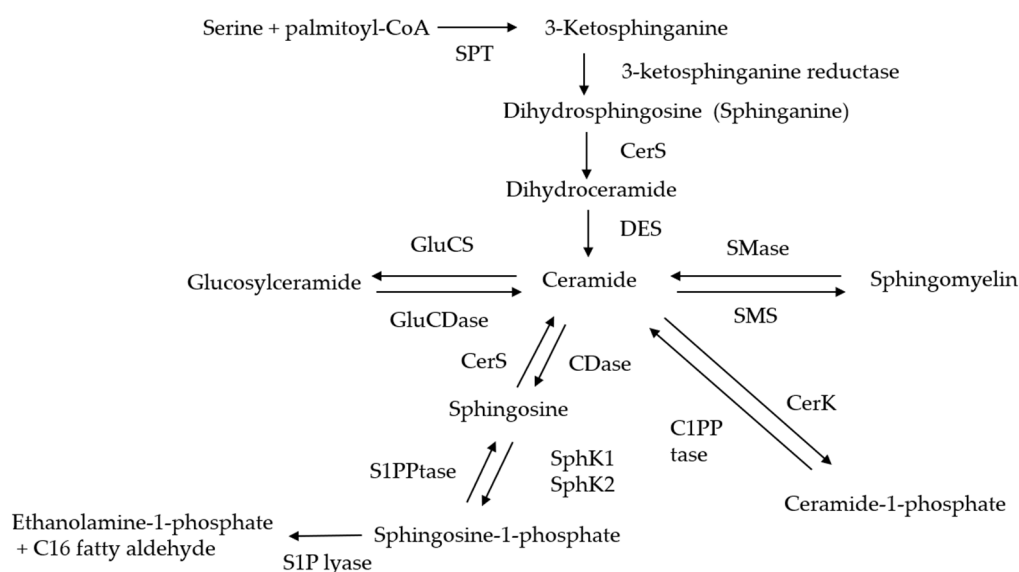 Serine + palmitoyl-CoA
SPT
3-Ketosphinganine
3-ketosphinganine reductase
Dihydrosphingosine (Sphinganine)
CerS
Dihydroceramide
DES
GluCS
SMase
Glucosylceramide
Ceramide
Sphingomyelin
GluCDase
SMS
CerS
CDase
Sphingosine
CerK
C1PP
tase
S1PPtase
SphK1
SphK2
Ceramide-1-phosphate
Ethanolamine-1-phosphate
+ C16 fatty aldehyde
Sphingosine-1-phosphate
S1P lyase